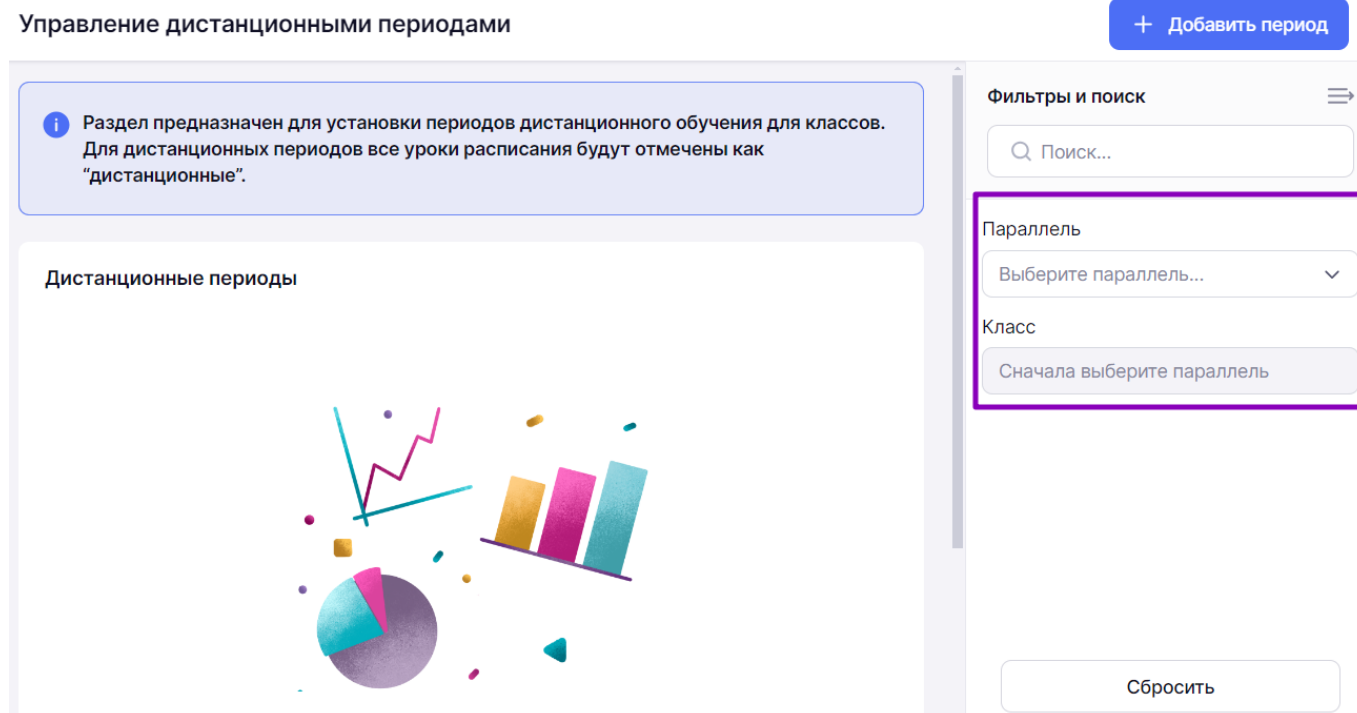 Управление дистанционными периодами
+ Добавить период
Раздел предназначен для установки периодов дистанционного обучения для классов.
Для дистанционных периодов все уроки расписания будут отмечены как
“дистанционные”.
Дистанционные периоды
Фильтры и поиск
Поиск...
Параллель
Выберите параллель...
Класс
Сначала выберите параллель
Сбросить